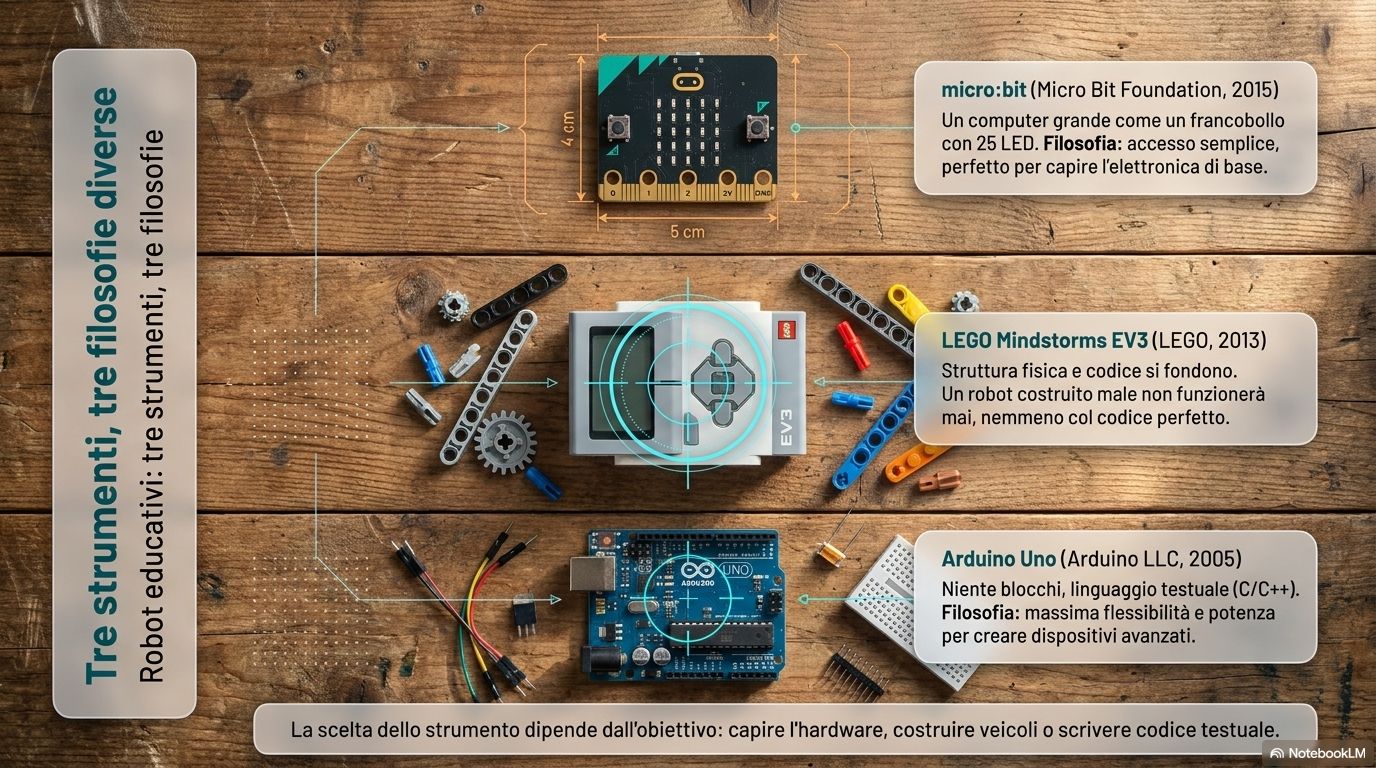 Tre strumenti, tre filosofie diverse
Robot educativi: tre strumenti, tre filosofie
4 cm
0 1 2 2V GND
5 cm
micro:bit (Micro Bit Foundation, 2015)
Un computer grande come un francobollo
con 25 LED. Filosofia: accesso semplice,
perfetto per capire l'elettronica di base.
EV3
LEGO Mindstorms EV3 (LEGO, 2013)
Struttura fisica e codice si fondono.
Un robot costruito male non funzionerà
mai, nemmeno col codice perfetto.
UNO
Arduino Uno (Arduino LLC, 2005)
Niente blocchi, linguaggio testuale (C/C++).
Filosofia: massima flessibilità e potenza
per creare dispositivi avanzati.
La scelta dello strumento dipende dall'obiettivo: capire l'hardware, costruire veicoli o scrivere codice testuale.
NotebookLM